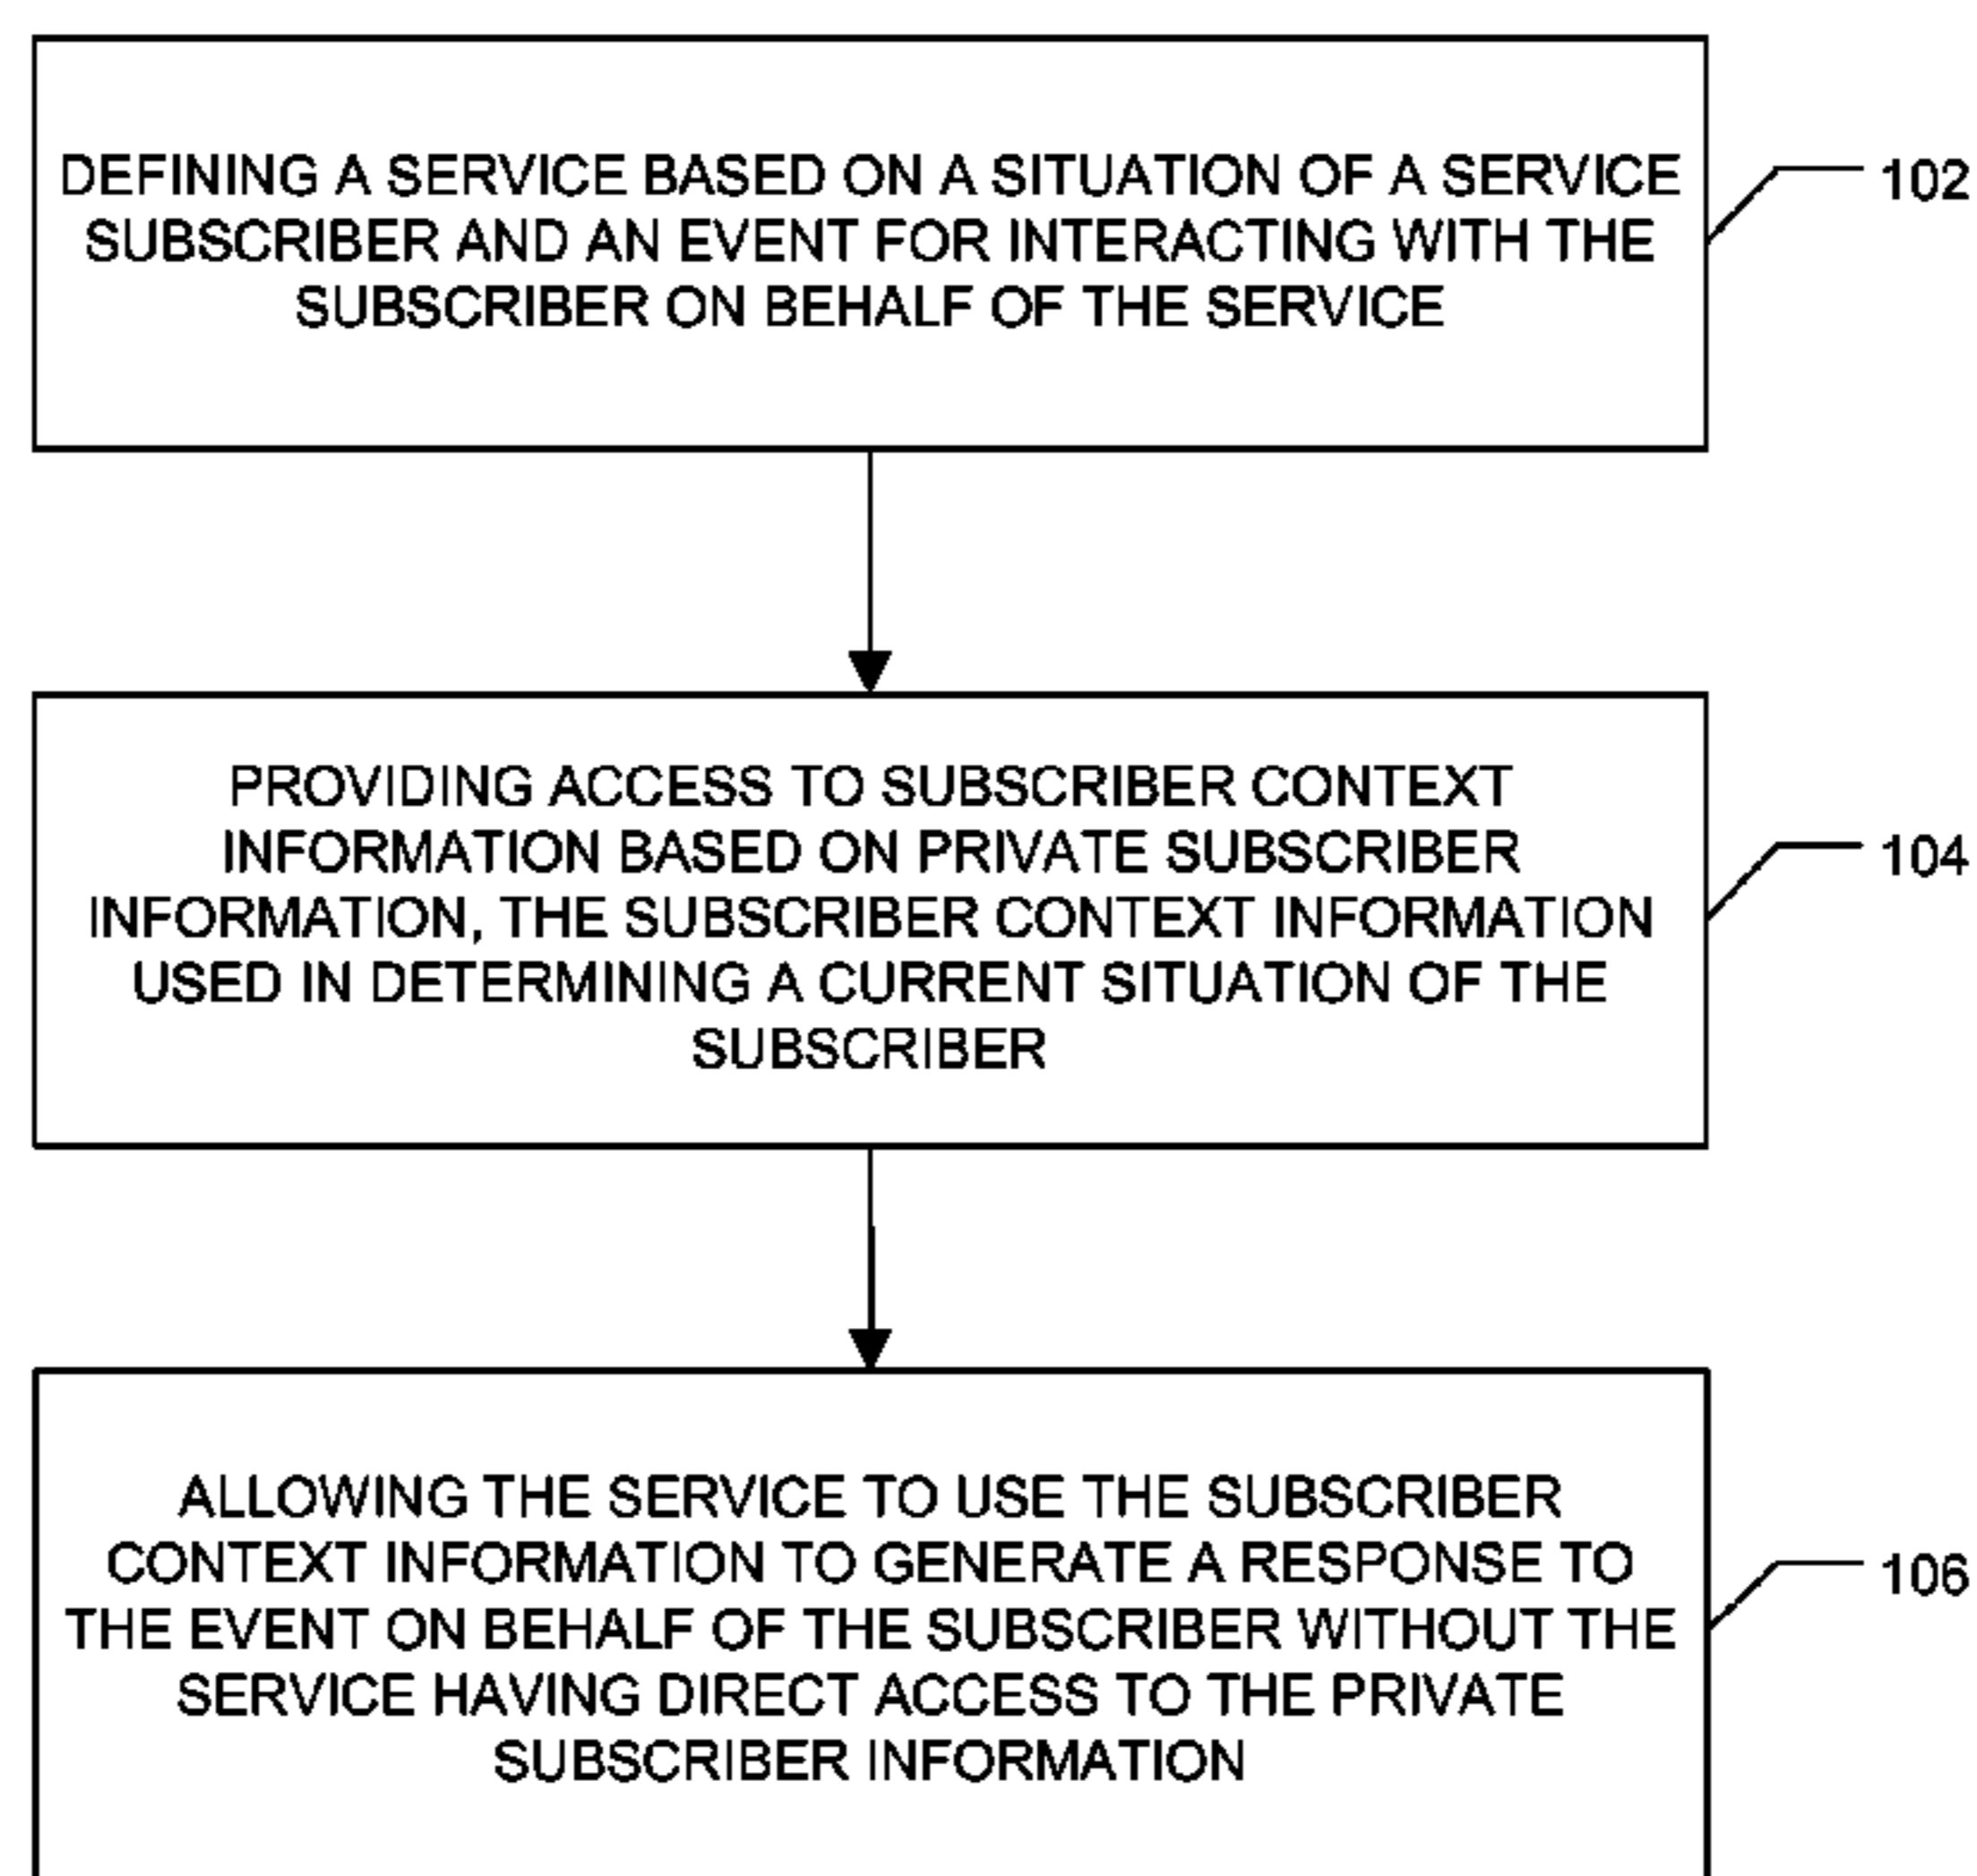 DEFINING A SERVICE BASED ON A SITUATION OF A SERVICE
SUBSCRIBER AND AN EVENT FOR INTERACTING WITH THE
SUBSCRIBER ON BEHALF OF THE SERVICE
102
PROVIDING ACCESS TO SUBSCRIBER CONTEXT
INFORMATION BASED ON PRIVATE SUBSCRIBER
INFORMATION, THE SUBSCRIBER CONTEXT INFORMATION
USED IN DETERMINING A CURRENT SITUATION OF THE
SUBSCRIBER
104
ALLOWING THE SERVICE TO USE THE SUBSCRIBER
CONTEXT INFORMATION TO GENERATE A RESPONSE TO
THE EVENT ON BEHALF OF THE SUBSCRIBER WITHOUT THE
SERVICE HAVING DIRECT ACCESS TO THE PRIVATE
SUBSCRIBER INFORMATION
106